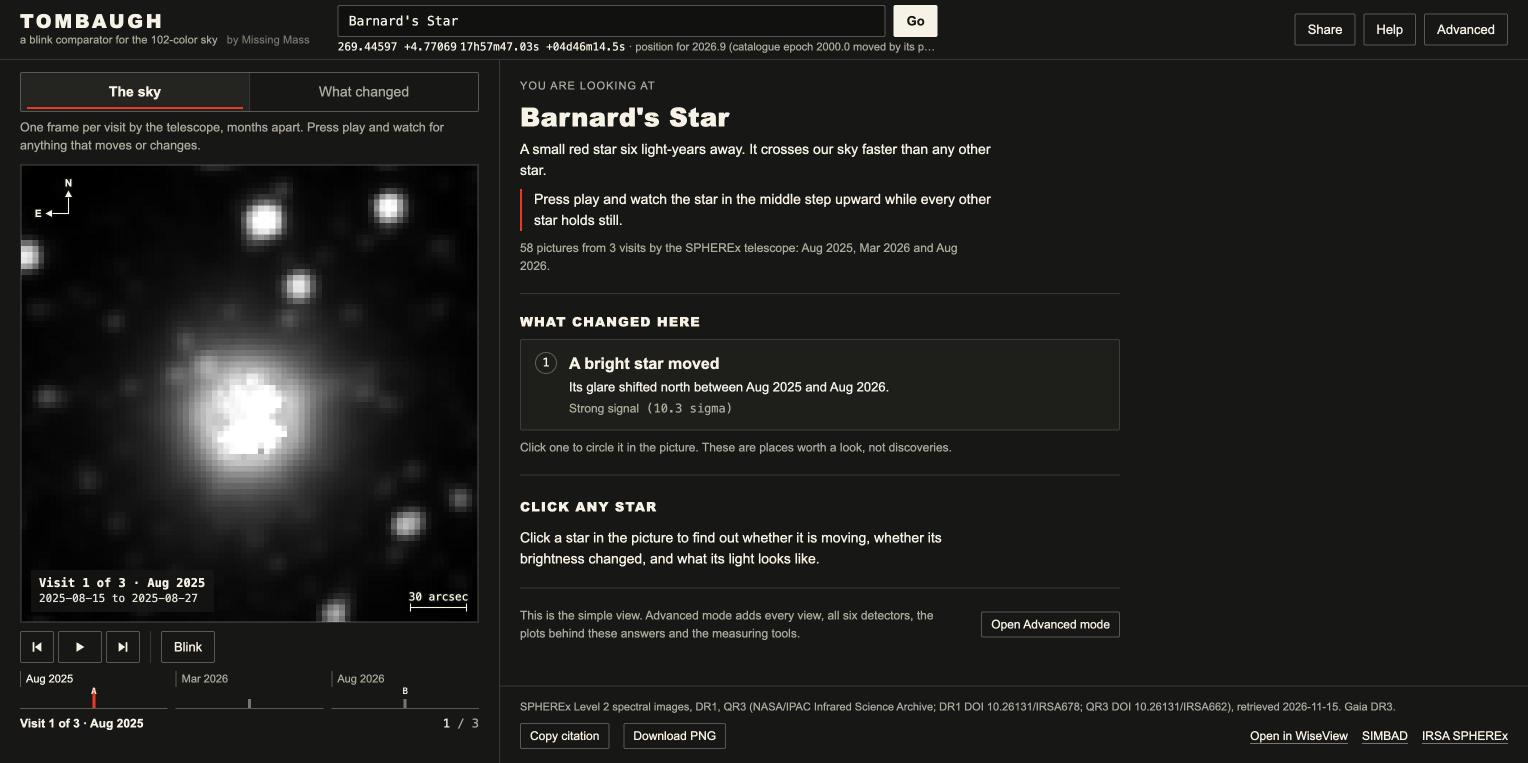 TOMBAUGH
a blink comparator for the 102-color sky by Missing Mass
Barnard's Star
Go
269.44597 +4.77069 17h57m47.03s +04d46m14.5s · position for 2026.9 (catalogue epoch 2000.0 moved by its p…
Share
Help
Advanced
The sky
What changed
One frame per visit by the telescope, months apart. Press play and watch for
anything that moves or changes.
N
E
Visit 1 of 3 · Aug 2025
2025-08-15 to 2025-08-27
30 arcsec
Blink
Aug 2025
Mar 2026
Aug 2026
A
B
Visit 1 of 3 · Aug 2025
1 / 3
YOU ARE LOOKING AT
Barnard's Star
A small red star six light-years away. It crosses our sky faster than any other
star.
Press play and watch the star in the middle step upward while every other
star holds still.
58 pictures from 3 visits by the SPHEREx telescope: Aug 2025, Mar 2026 and Aug
2026.
WHAT CHANGED HERE
1
A bright star moved
Its glare shifted north between Aug 2025 and Aug 2026.
Strong signal (10.3 sigma)
Click one to circle it in the picture. These are places worth a look, not discoveries.
CLICK ANY STAR
Click a star in the picture to find out whether it is moving, whether its
brightness changed, and what its light looks like.
This is the simple view. Advanced mode adds every view, all six detectors, the
plots behind these answers and the measuring tools.
Open Advanced mode
SPHEREx Level 2 spectral images, DR1, QR3 (NASA/IPAC Infrared Science Archive; DR1 DOI 10.26131/IRSA678; QR3 DOI 10.26131/IRSA662), retrieved 2026-11-15. Gaia DR3.
Copy citation
Download PNG
Open in WiseView
SIMBAD
IRSA SPHEREx